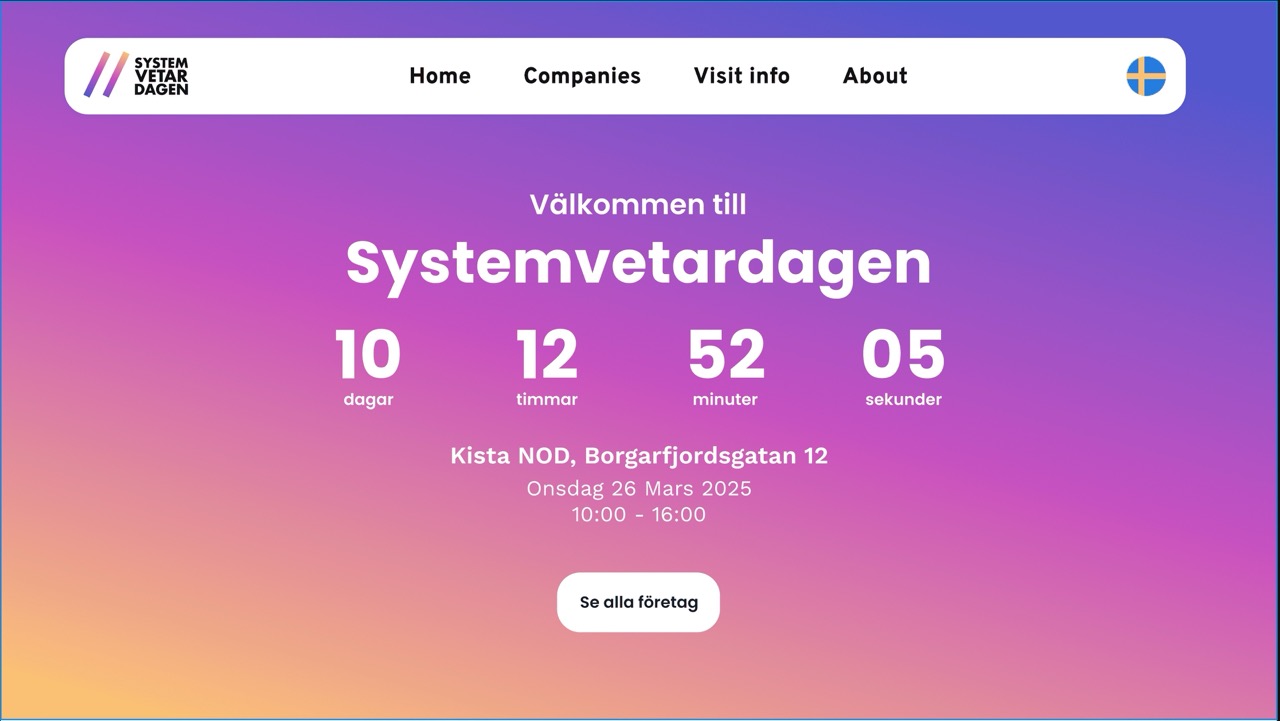 SYSTEM
VETAR
DAGEN
Home Companies Visit info About
Välkommen till
Systemvetardagen
10 12 52 05
dagar timmar minuter sekunder
Kista NOD, Borgarfjordsgatan 12
Onsdag 26 Mars 2025
10:00 - 16:00
Se alla företag